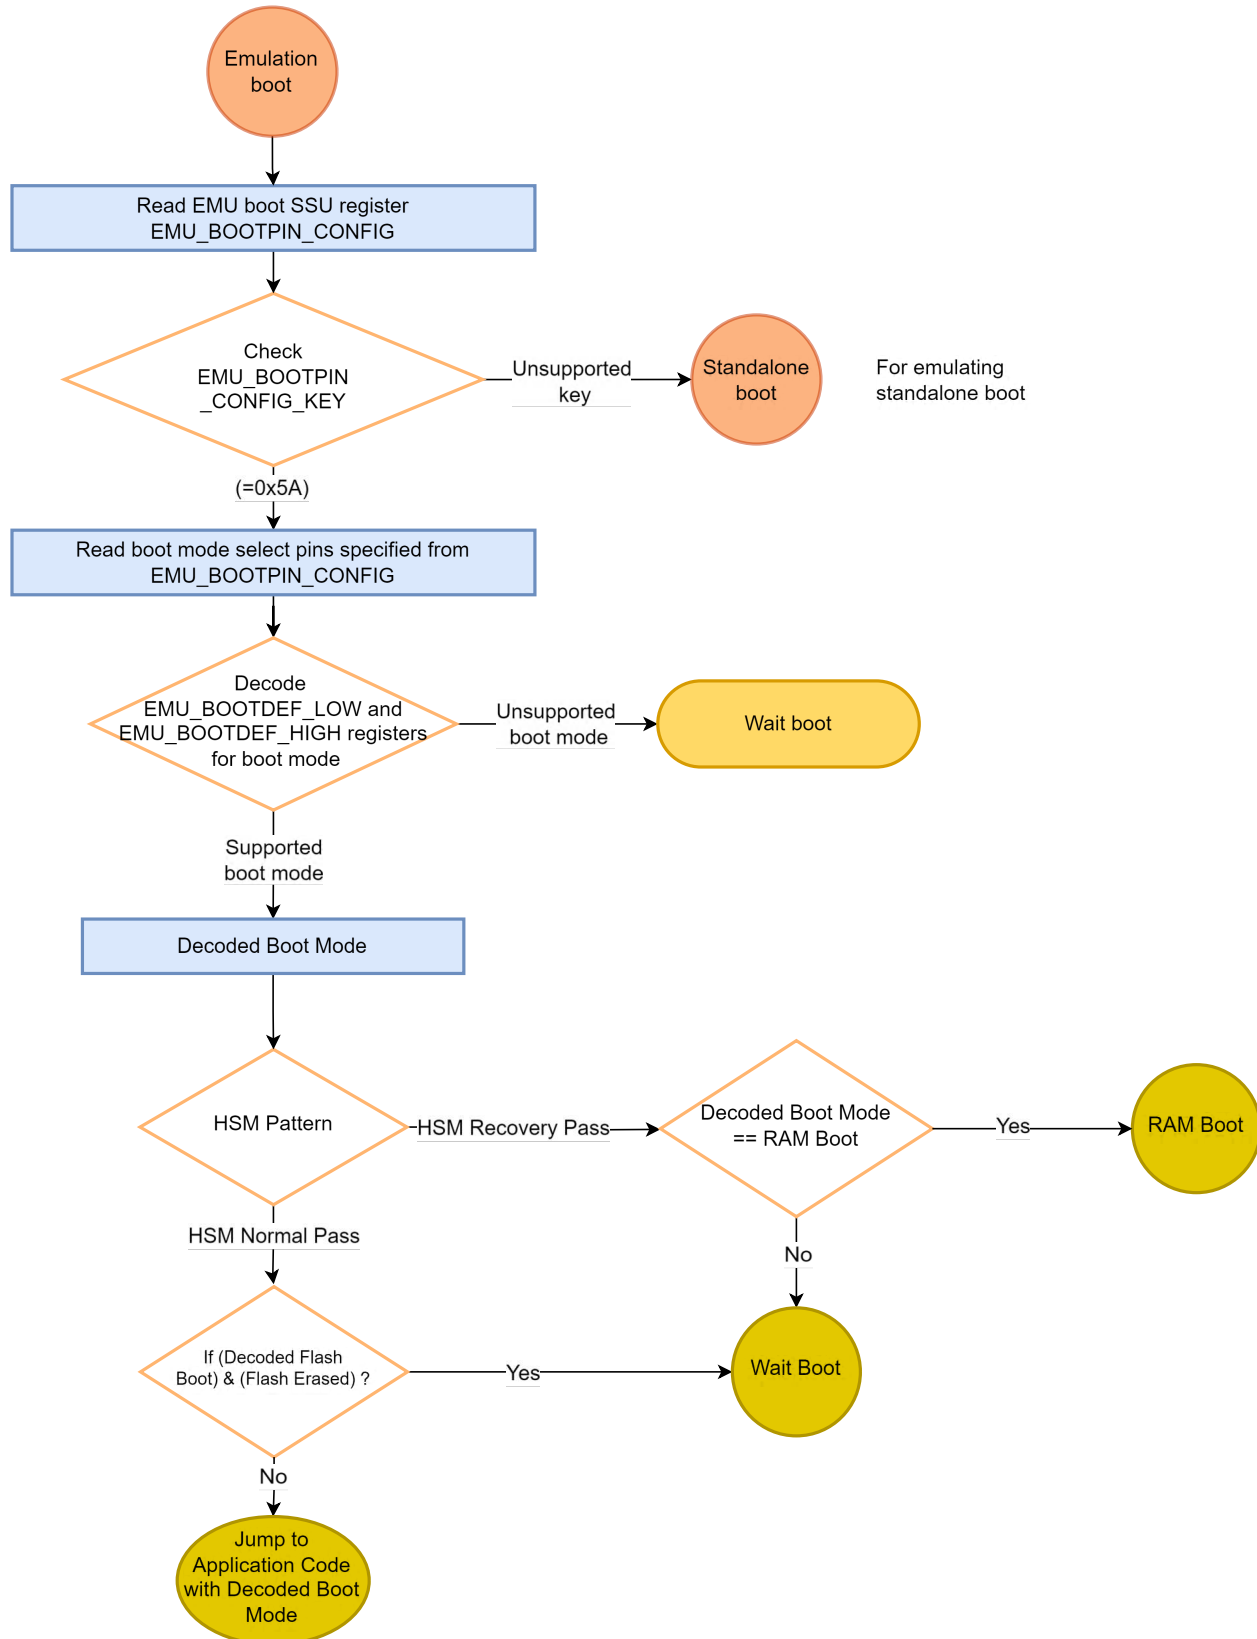 Emulation
boot
Read EMU boot SSU register
EMU_BOOTPIN_CONFIG
Check
EMU_BOOTPIN
_CONFIG_KEY
Unsupported
key
Standalone
boot
For emulating
standalone boot
(=0x5A)
Read boot mode select pins specified from
EMU_BOOTPIN_CONFIG
Decode
EMU_BOOTDEF_LOW and
EMU_BOOTDEF_HIGH registers
for boot mode
Unsupported
boot mode
Wait boot
Supported
boot mode
Decoded Boot Mode
HSM Pattern
HSM Recovery Pass
Decoded Boot Mode
== RAM Boot
Yes
RAM Boot
HSM Normal Pass
No
If (Decoded Flash
Boot) & (Flash Erased) ?
Yes
Wait Boot
No
Jump to
Application Code
with Decoded Boot
Mode